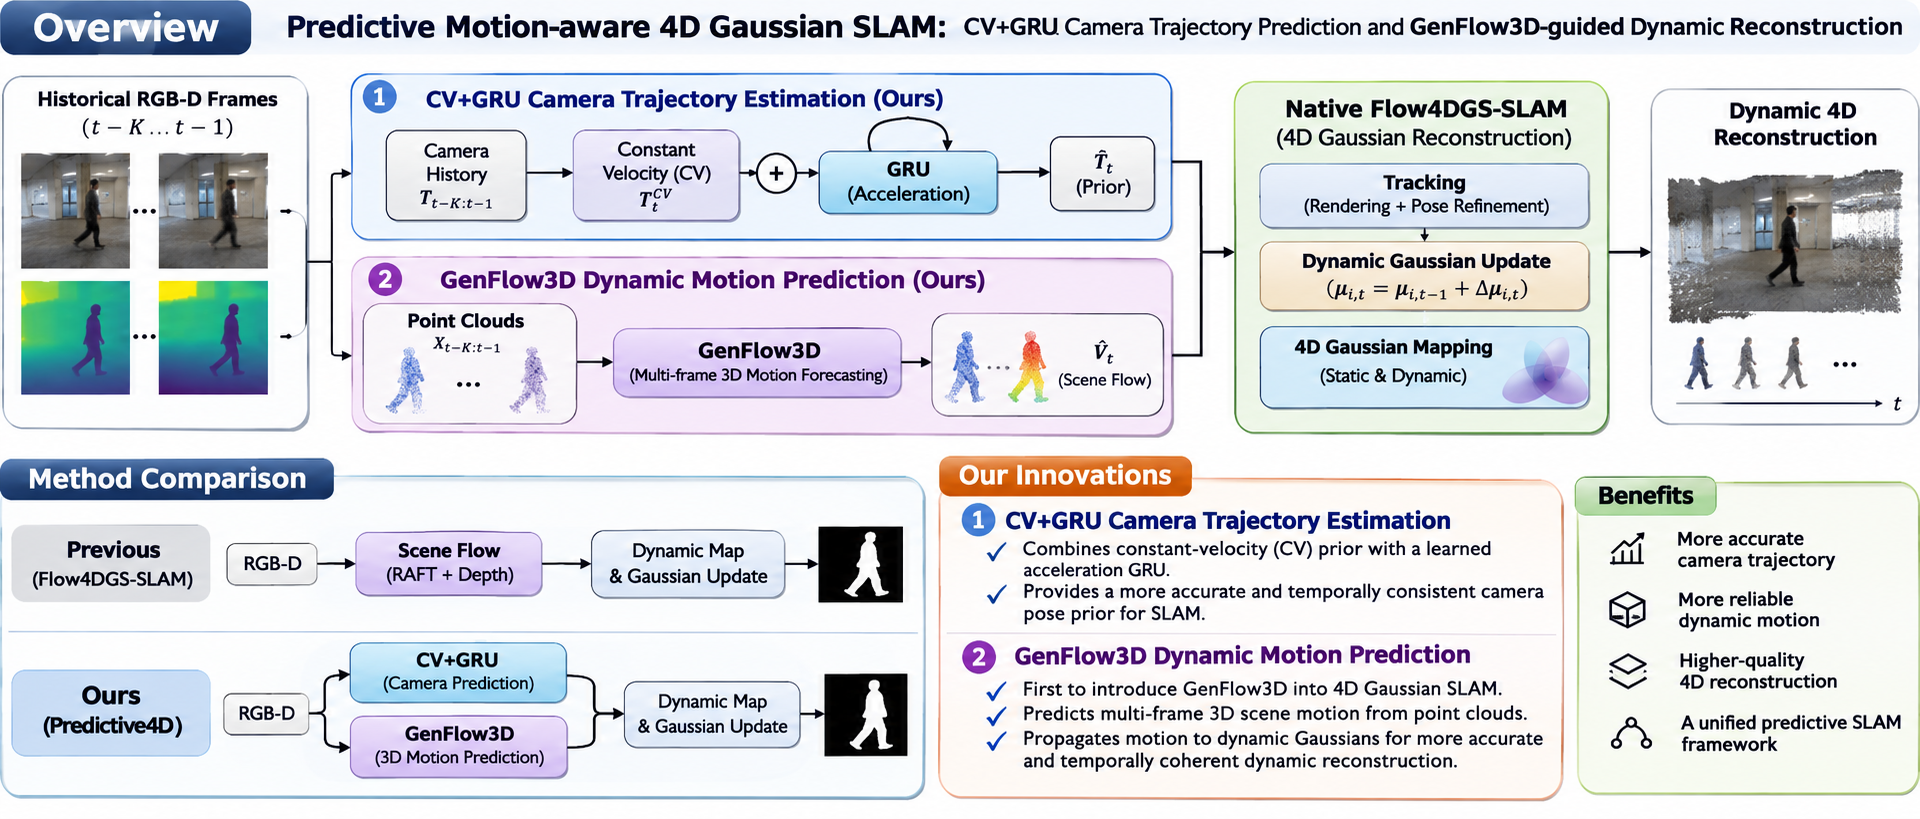 Overview
Predictive Motion-aware 4D Gaussian SLAM: CV+GRU Camera Trajectory Prediction and GenFlow3D-guided Dynamic Reconstruction
Historical RGB-D Frames
(t − K … t − 1)
...
...
1
CV+GRU Camera Trajectory Estimation (Ours)
Camera
History
T_{t−K:t−1}
Constant
Velocity (CV)
T_t^{CV}
+
GRU
(Acceleration)
T̂_t
(Prior)
2
GenFlow3D Dynamic Motion Prediction (Ours)
Point Clouds
X_{t−K:t−1}
...
GenFlow3D
(Multi-frame 3D Motion Forecasting)
...
V̂_t
(Scene Flow)
Native Flow4DGS-SLAM
(4D Gaussian Reconstruction)
Tracking
(Rendering + Pose Refinement)
Dynamic Gaussian Update
(μ_{i,t} = μ_{i,t−1} + Δμ_{i,t})
4D Gaussian Mapping
(Static & Dynamic)
Dynamic 4D
Reconstruction
...
t
Method Comparison
Previous
(Flow4DGS-SLAM)
RGB-D
Scene Flow
(RAFT + Depth)
Dynamic Map
& Gaussian Update
Ours
(Predictive4D)
RGB-D
CV+GRU
(Camera Prediction)
GenFlow3D
(3D Motion Prediction)
Dynamic Map
& Gaussian Update
Our Innovations
1 CV+GRU Camera Trajectory Estimation
✓ Combines constant-velocity (CV) prior with a learned
acceleration GRU.
✓ Provides a more accurate and temporally consistent camera
pose prior for SLAM.
2 GenFlow3D Dynamic Motion Prediction
✓ First to introduce GenFlow3D into 4D Gaussian SLAM.
✓ Predicts multi-frame 3D scene motion from point clouds.
✓ Propagates motion to dynamic Gaussians for more accurate
and temporally coherent dynamic reconstruction.
Benefits
More accurate
camera trajectory
More reliable
dynamic motion
Higher-quality
4D reconstruction
A unified predictive SLAM
framework